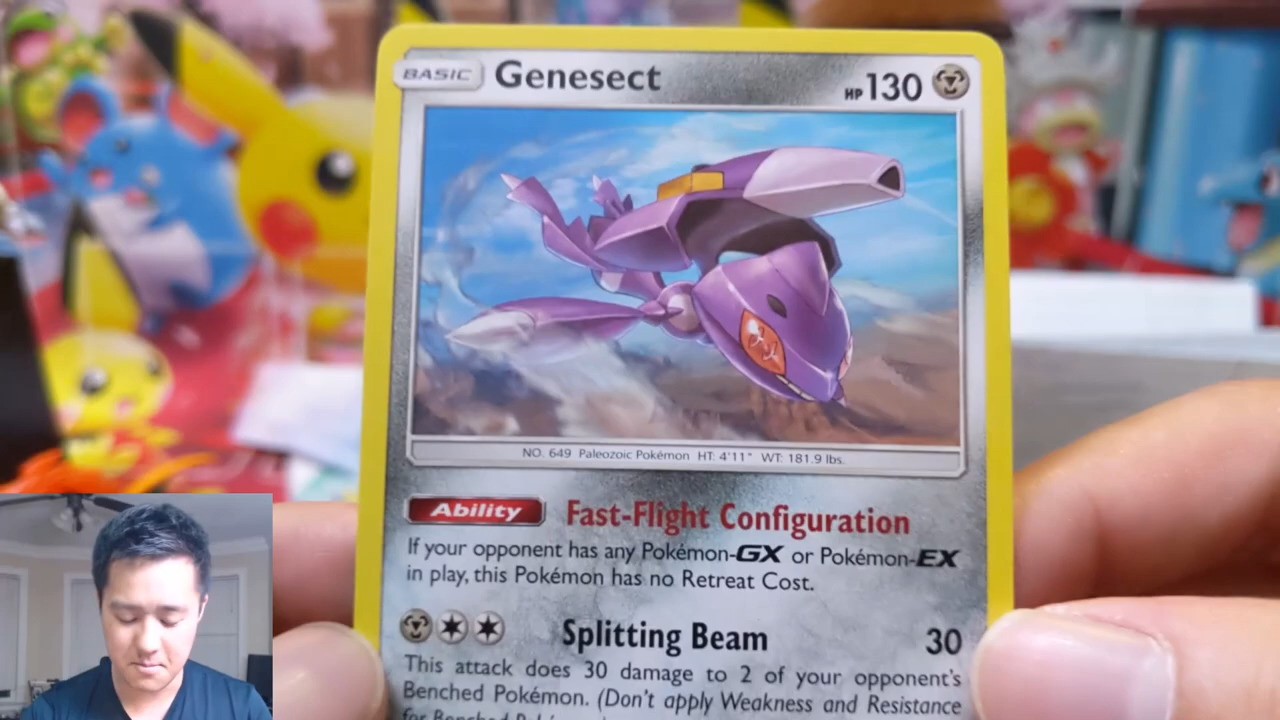 BASIC Genesect HP 130
NO. 649 Paleozoic Pokémon HT: 4'11" WT: 181.9 lbs.
Ability Fast-Flight Configuration
If your opponent has any Pokémon-GX or Pokémon-EX
in play, this Pokémon has no Retreat Cost.
Splitting Beam 30
This attack does 30 damage to 2 of your opponent's
Benched Pokémon. (Don't apply Weakness and Resistance
for Benched